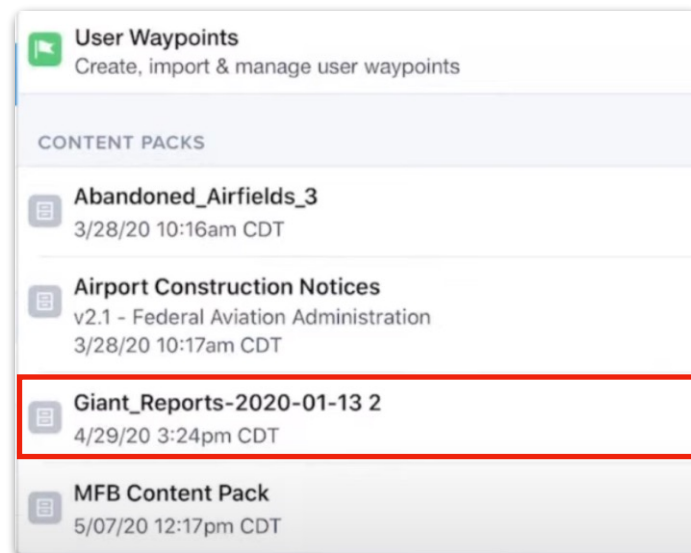 User Waypoints
Create, import & manage user waypoints
CONTENT PACKS
Abandoned_Airfields_3
3/28/20 10:16am CDT
Airport Construction Notices
v2.1 - Federal Aviation Administration
3/28/20 10:17am CDT
Giant_Reports-2020-01-13 2
4/29/20 3:24pm CDT
MFB Content Pack
5/07/20 12:17pm CDT